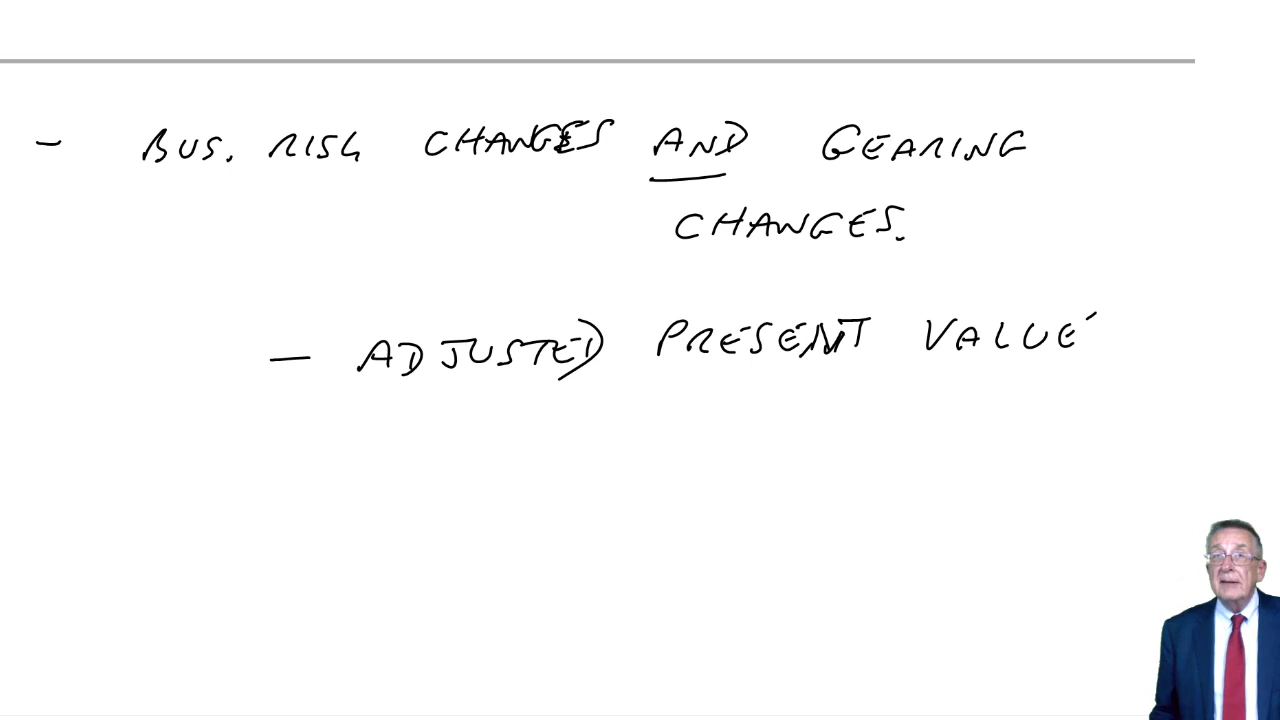 - BUS. RISK CHANGES AND GEARING
CHANGES.
- ADJUSTED PRESENT VALUE